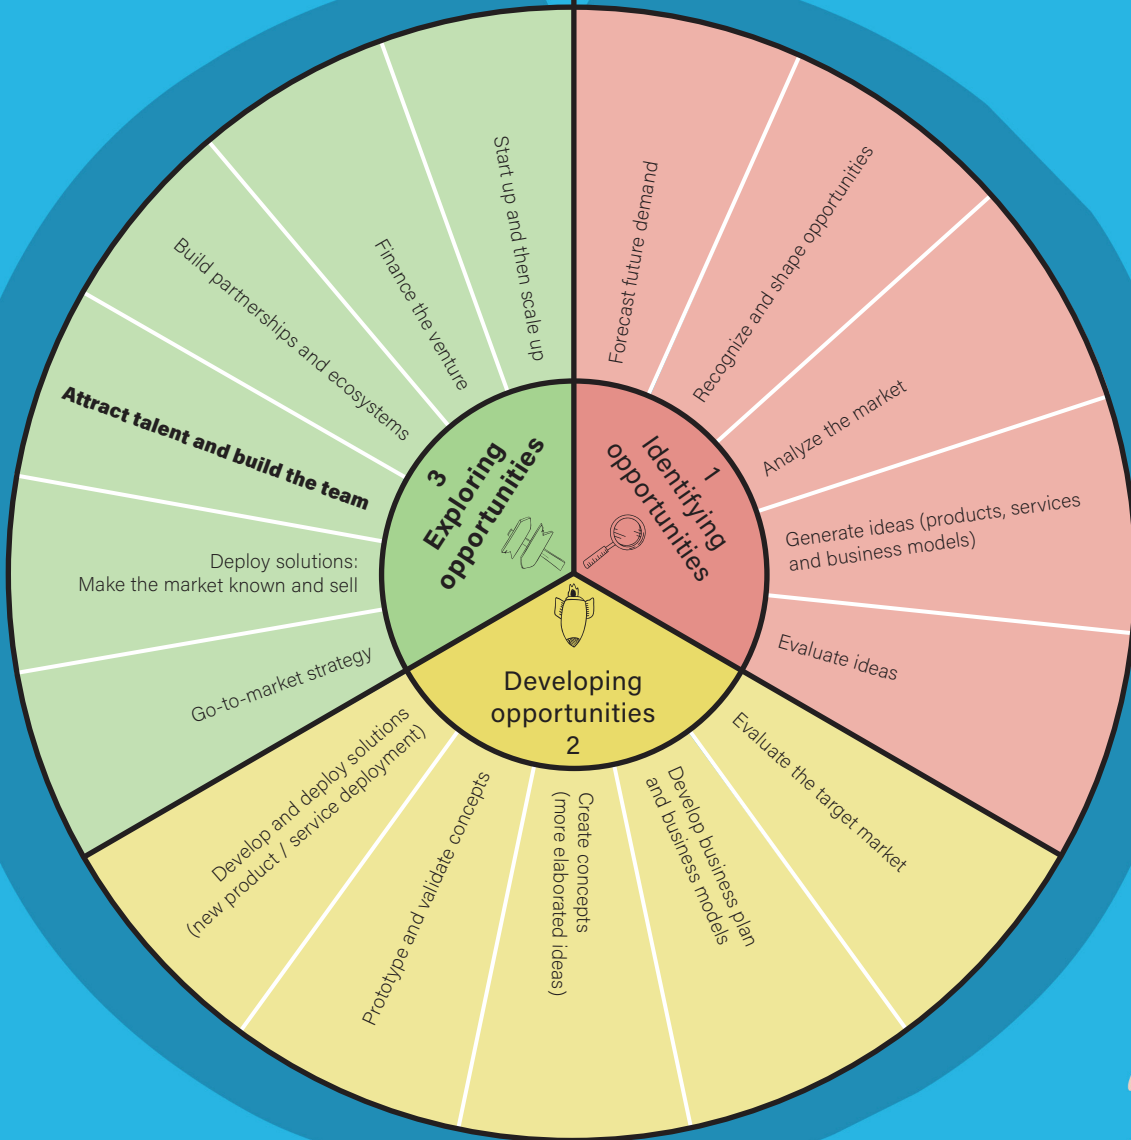 1
Identifying
opportunities
Forecast future demand
Recognize and shape opportunities
Analyze the market
Generate ideas (products, services
and business models)
Evaluate ideas
Developing
opportunities
2
Evaluate the target market
Develop business plan
and business models
Create concepts
(more elaborated ideas)
Prototype and validate concepts
Develop and deploy solutions
(new product / service deployment)
3
Exploring
opportunities
Go-to-market strategy
Deploy solutions:
Make the market known and sell
Attract talent and build the team
Build partnerships and ecosystems
Finance the venture
Start up and then scale up